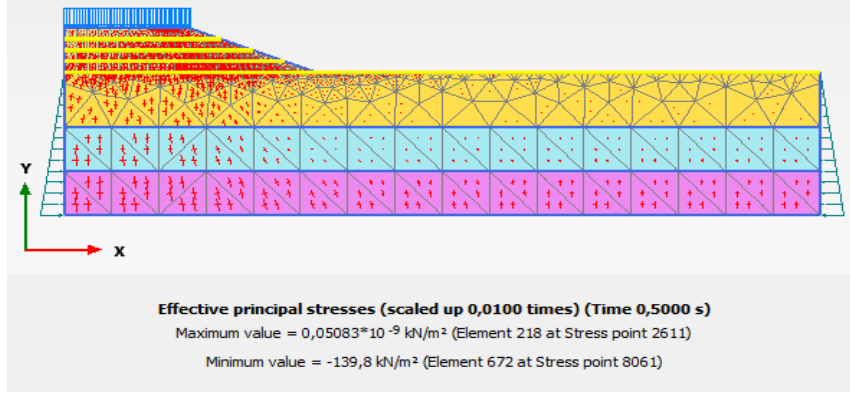 Y
X
Effective principal stresses (scaled up 0,0100 times) (Time 0,5000 s)
Maximum value = 0,05083*10 -9 kN/m² (Element 218 at Stress point 2611)
Minimum value = -139,8 kN/m² (Element 672 at Stress point 8061)